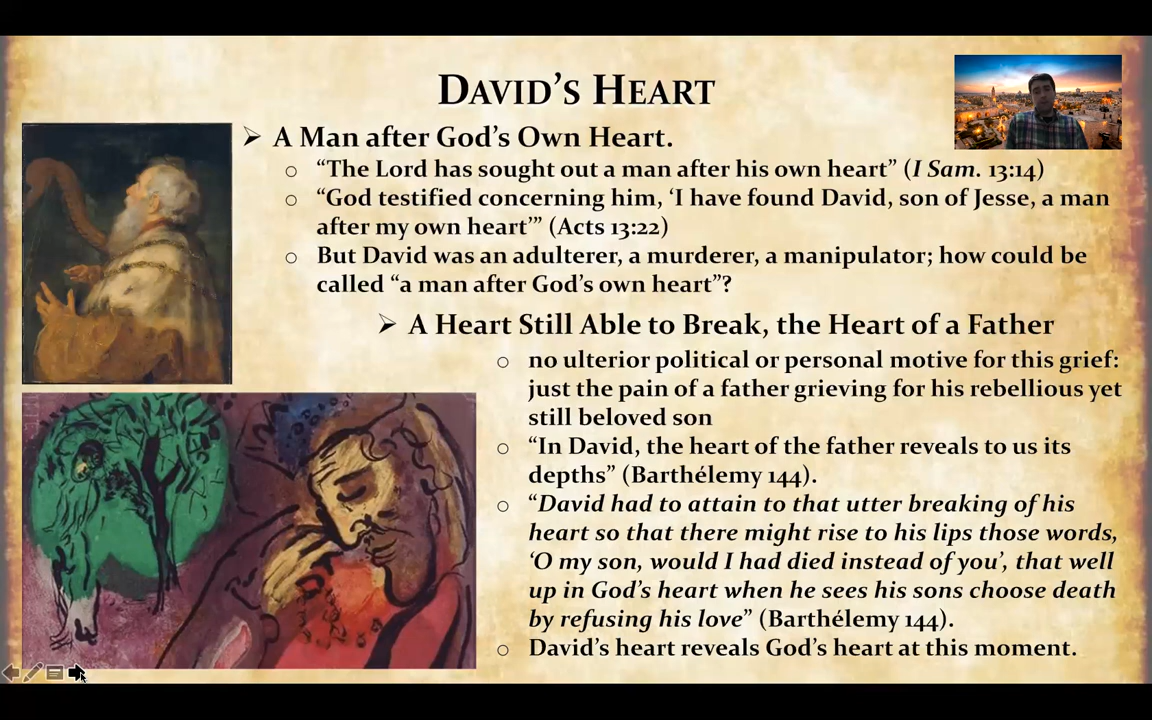 DAVID'S HEART
➢ A Man after God's Own Heart.
o "The Lord has sought out a man after his own heart" (I Sam. 13:14)
o "God testified concerning him, 'I have found David, son of Jesse, a man
after my own heart'" (Acts 13:22)
o But David was an adulterer, a murderer, a manipulator; how could be
called "a man after God's own heart"?
➢ A Heart Still Able to Break, the Heart of a Father
o no ulterior political or personal motive for this grief:
just the pain of a father grieving for his rebellious yet
still beloved son
o "In David, the heart of the father reveals to us its
depths" (Barthélemy 144).
o "David had to attain to that utter breaking of his
heart so that there might rise to his lips those words,
'O my son, would I had died instead of you', that well
up in God's heart when he sees his sons choose death
by refusing his love" (Barthélemy 144).
o David's heart reveals God's heart at this moment.